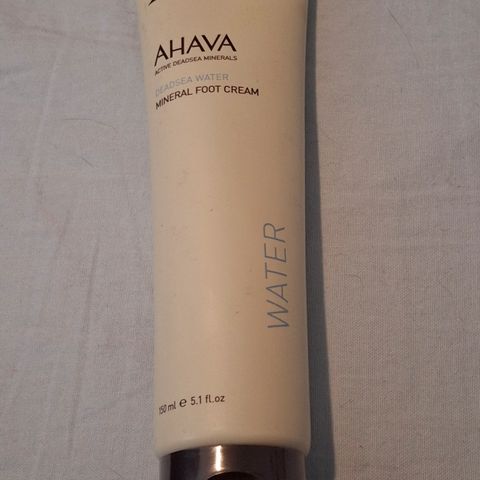 AHAVA
ACTIVE DEADSEA MINERALS
DEADSEA WATER
MINERAL FOOT CREAM
WATER
150 ml e 5.1 fl.oz